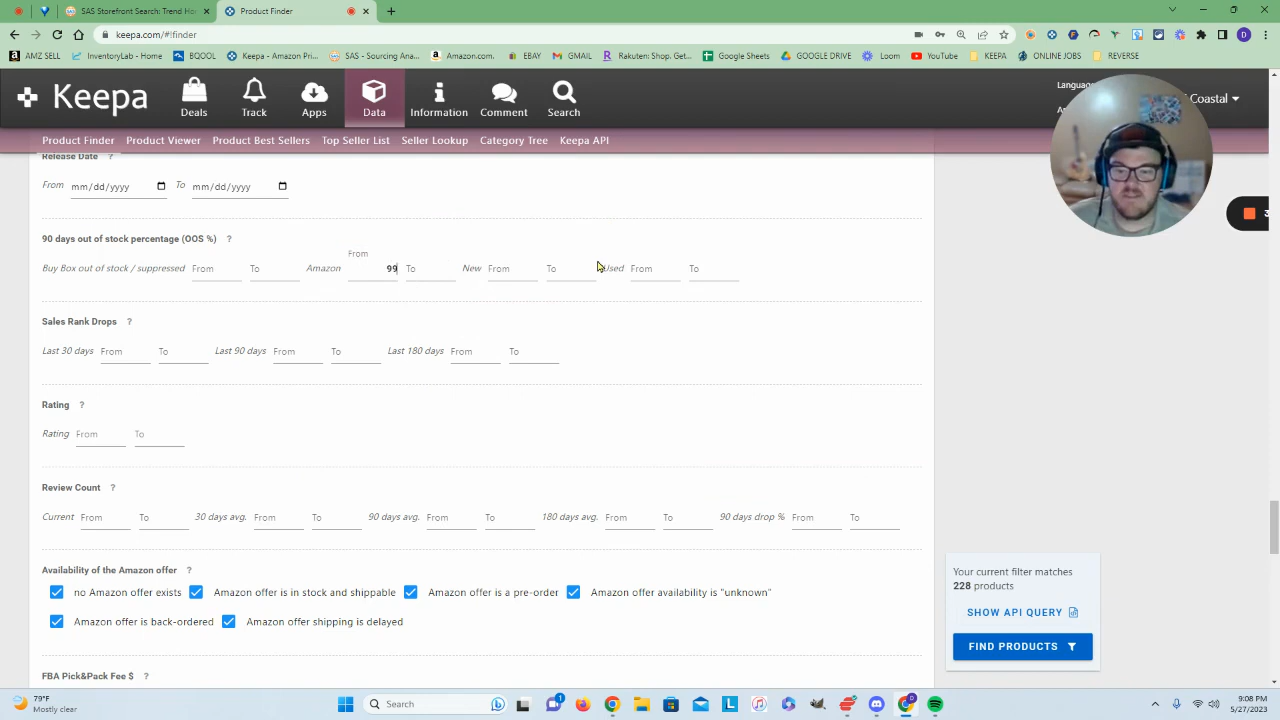 SAS Storefront Search: Target H
Product Finder
keepa.com/#!finder
AMZ SELL
InventoryLab - Home
BQOOL
Keepa - Amazon Pri...
SAS - Sourcing Ana...
Amazon.com.
EBAY
GMAIL
Rakuten: Shop. Get...
Google Sheets
GOOGLE DRIVE
Loom
YouTube
KEEPA
ONLINE JOBS
REVERSE
Keepa
Deals
Track
Apps
Data
Information
Comment
Search
Coastal
Product Finder
Product Viewer
Product Best Sellers
Top Seller List
Seller Lookup
Category Tree
Keepa API
Release Date ?
From mm/dd/yyyy To mm/dd/yyyy
90 days out of stock percentage (OOS %) ?
From
Buy Box out of stock / suppressed From To Amazon 99 To New From To Used From To
Sales Rank Drops ?
Last 30 days From To Last 90 days From To Last 180 days From To
Rating ?
Rating From To
Review Count ?
Current From To 30 days avg. From To 90 days avg. From To 180 days avg. From To 90 days drop % From To
Availability of the Amazon offer ?
no Amazon offer exists
Amazon offer is in stock and shippable
Amazon offer is a pre-order
Amazon offer availability is "unknown"
Amazon offer is back-ordered
Amazon offer shipping is delayed
FBA Pick&Pack Fee $ ?
Your current filter matches
228 products
SHOW API QUERY
FIND PRODUCTS
79°F
Mostly clear
Search
9:08 PM
5/27/2023